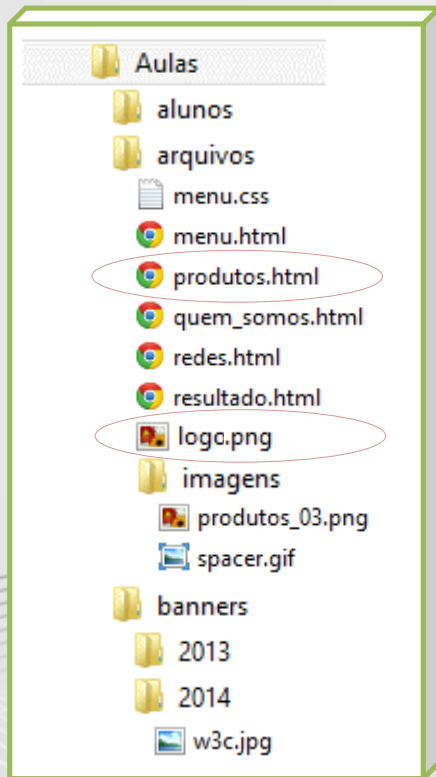 Aulas
alunos
arquivos
menu.css
menu.html
produtos.html
quem_somos.html
redes.html
resultado.html
logo.png
imagens
produtos_03.png
spacer.gif
banners
2013
2014
w3c.jpg